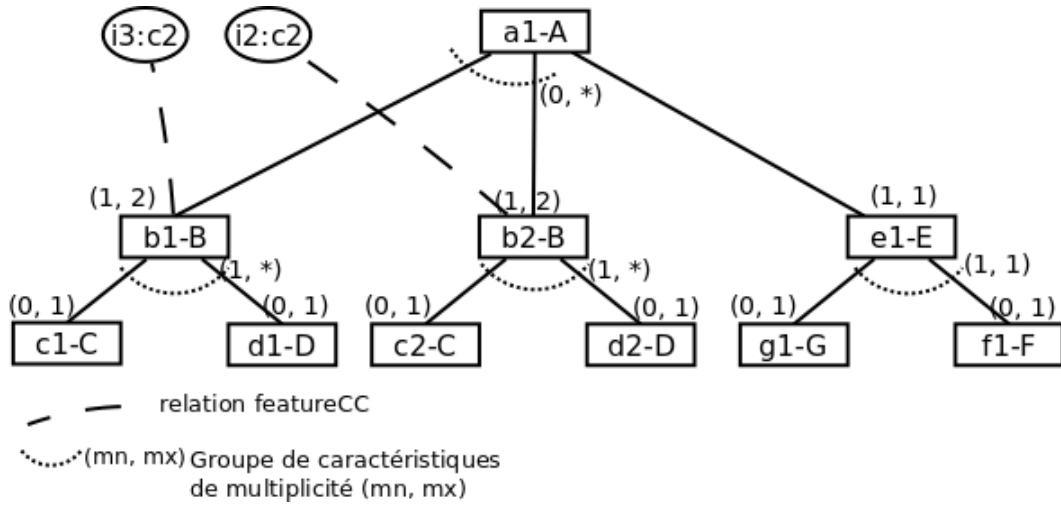 i3:c2 i2:c2 a1-A
(0, *)
(1, 2) (1, 2) (1, 1)
b1-B b2-B e1-E
(1, *) (1, *) (1, 1)
(0, 1) (0, 1) (0, 1) (0, 1) (0, 1) (0, 1)
c1-C d1-D c2-C d2-D g1-G f1-F
relation featureCC
(mn, mx) Groupe de caractéristiques
de multiplicité (mn, mx)